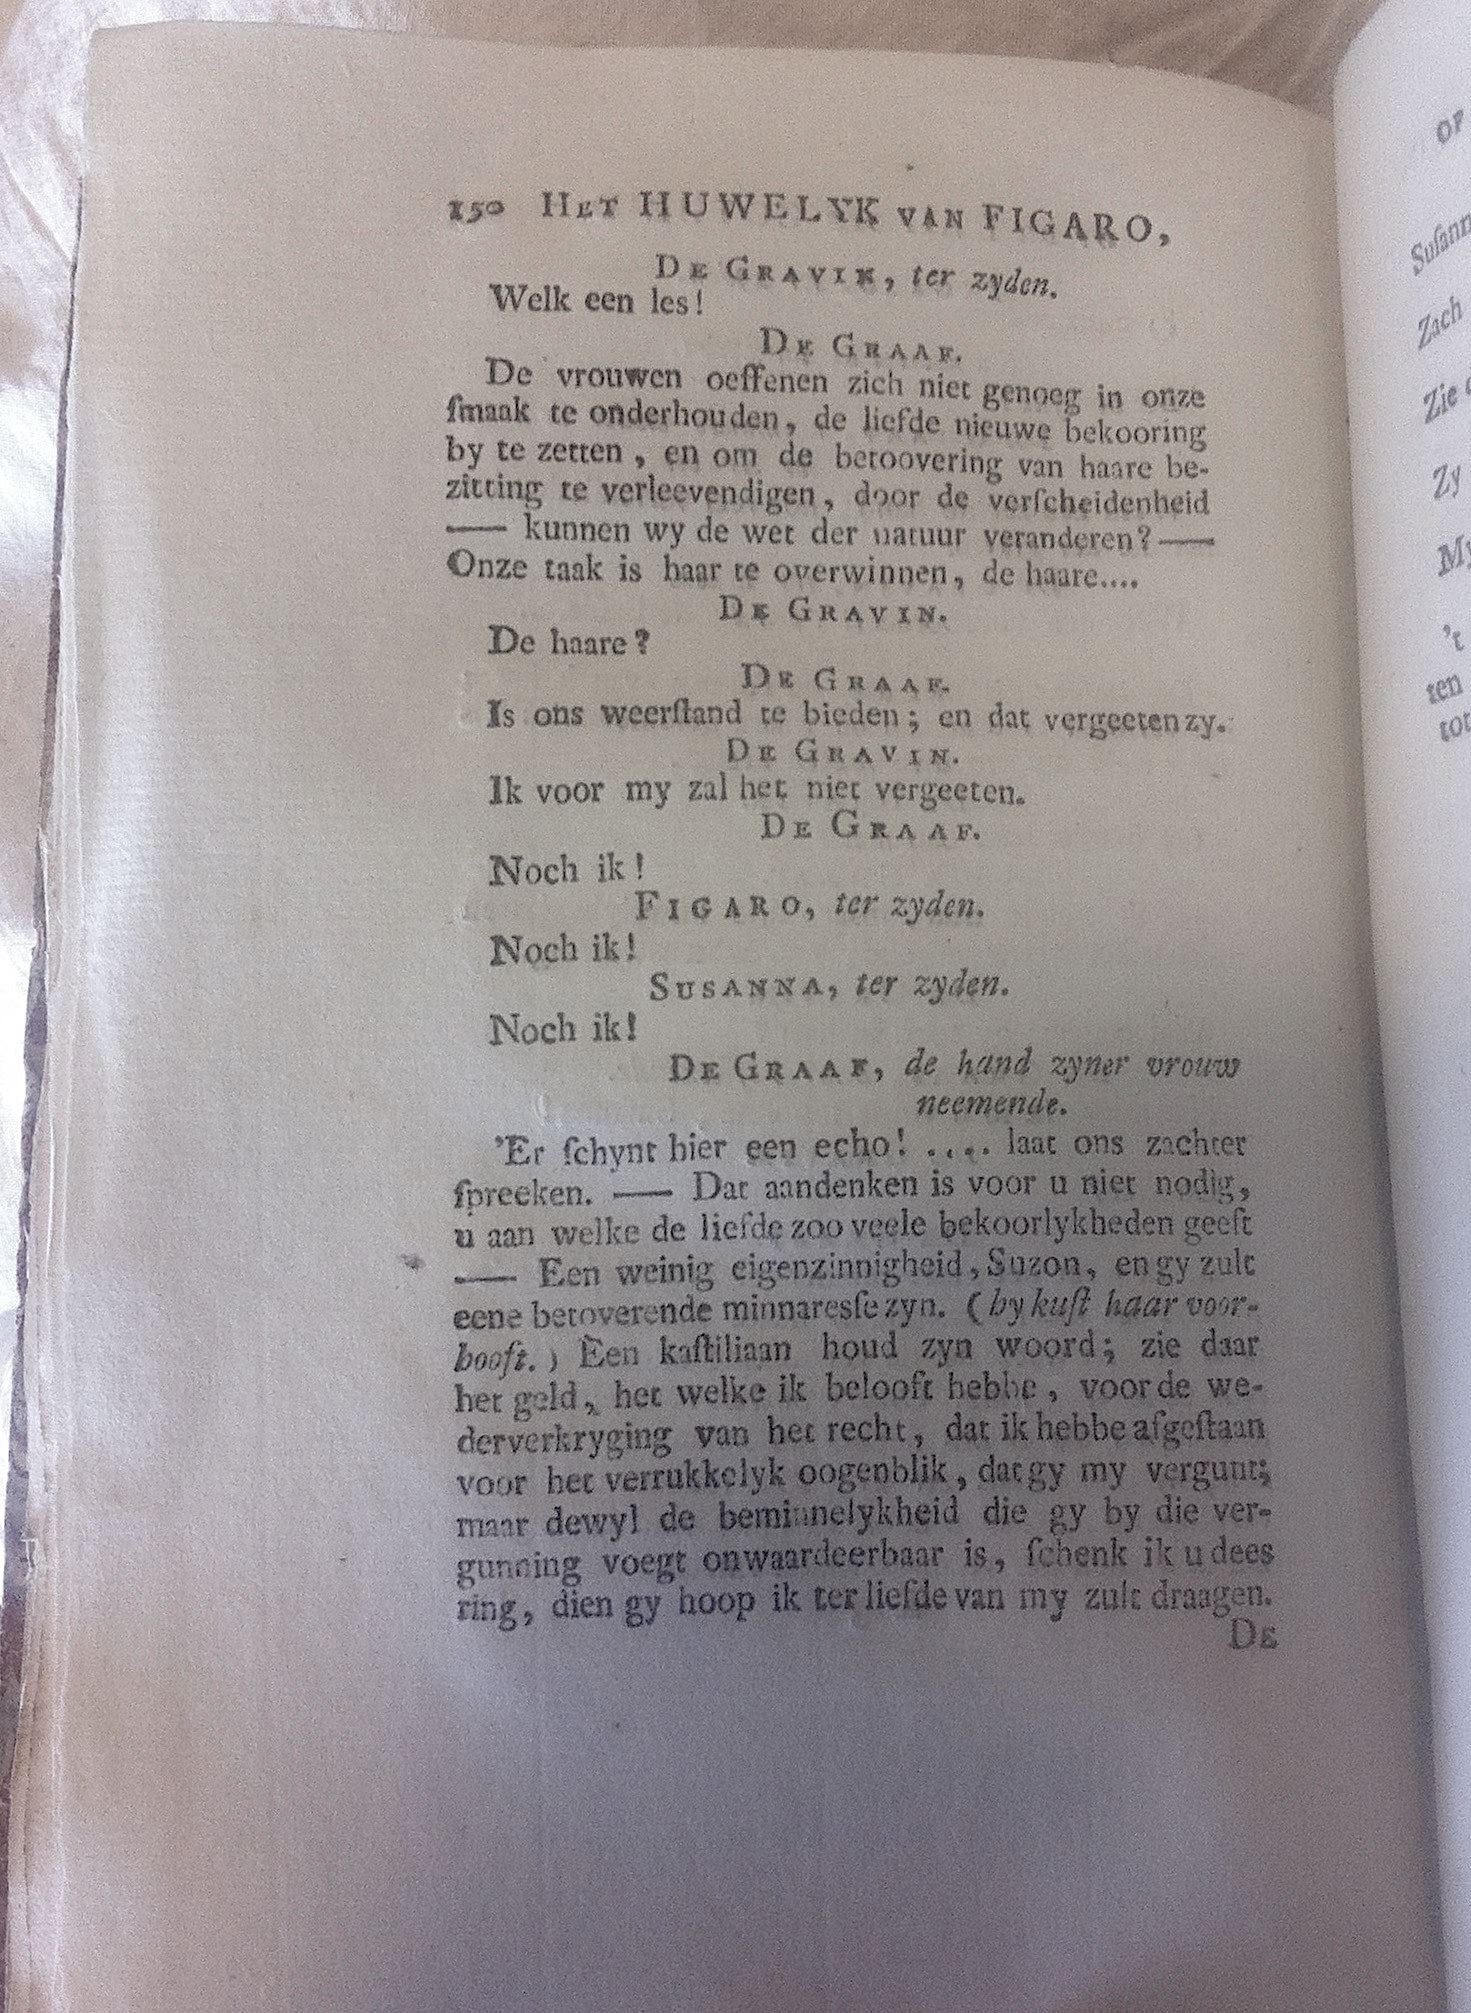 150 HET HUWELYK VAN FIGARO,
DE GRAVIN, ter zyden.
Welk een les!
DE GRAAF.
De vrouwen oeffenen zich niet genoeg in onze
ſmaak te onderhouden, de liefde nieuwe bekooring
by te zetten, en om de betoovering van haare be-
zitting te verleevendigen, door de verſcheidenheid
—— kunnen wy de wet der natuur veranderen? ——
Onze taak is haar te overwinnen, de haare....
DE GRAVIN.
De haare?
DE GRAAF.
Is ons weerſtand te bieden; en dat vergeeten zy.
DE GRAVIN.
Ik voor my zal het niet vergeeten.
DE GRAAF.
Noch ik!
FIGARO, ter zyden.
Noch ik!
SUSANNA, ter zyden.
Noch ik!
DE GRAAF, de hand zyner vrouw
neemende.
'Er ſchynt hier een echo! .... laat ons zachter
ſpreeken. —— Dat aandenken is voor u niet nodig,
u aan welke de liefde zoo veele bekoorlykheden geeft
—— Een weinig eigenzinnigheid, Suzon, en gy zult
eene betoverende minnaresſe zyn. (hy kuſt haar voor-
hooft.) Een kaſtiliaan houd zyn woord; zie daar
het geld, het welke ik belooft hebbe, voor de we-
derverkryging van het recht, dat ik hebbe afgeſtaan
voor het verrukkelyk oogenblik, dat gy my vergunt;
maar dewyl de beminnelykheid die gy by die ver-
gunning voegt onwaardeerbaar is, ſchenk ik u dees
ring, dien gy hoop ik ter liefde van my zult draagen.
DE
OF
Suſann
Zach
Zie
Zy
My
't
ten
tot